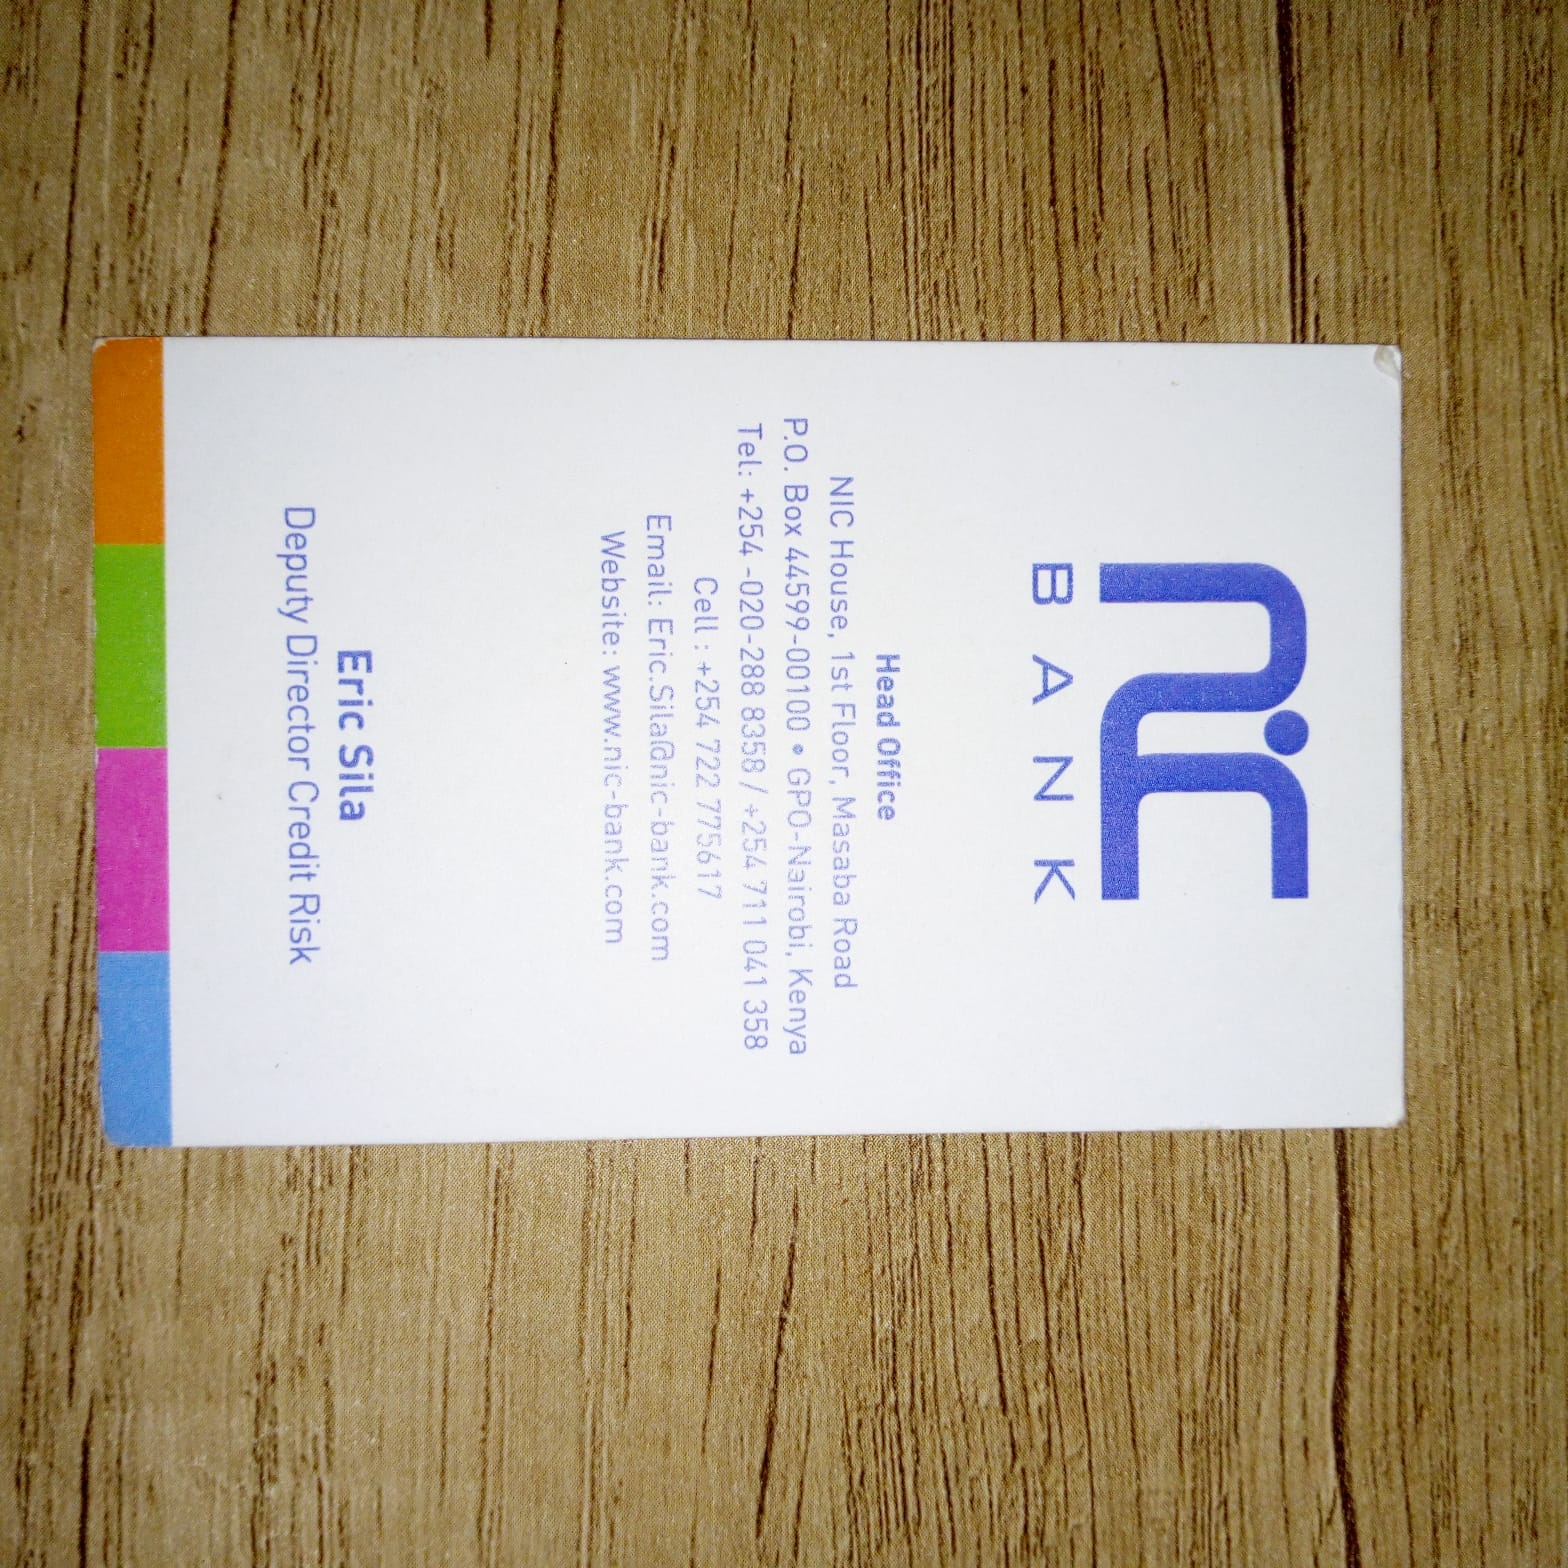 nic
BANK
Head Office
NIC House, 1st Floor, Masaba Road
P.O. Box 44599-00100 • GPO-Nairobi, Kenya
Tel: +254 -020-288 8358 / +254 711 041 358
Cell : +254 722 775617
Email: Eric.Sila@nic-bank.com
Website: www.nic-bank.com
Eric Sila
Deputy Director Credit Risk